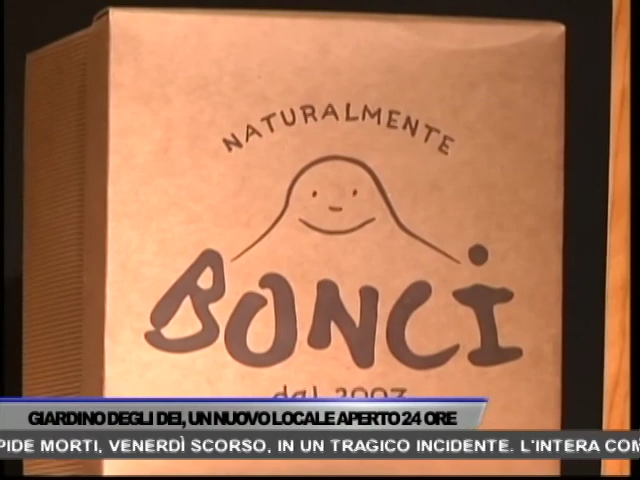 NATURALMENTE
BONCI
dal 2003
GIARDINO DEGLI DEI, UN NUOVO LOCALE APERTO 24 ORE
PIDE MORTI, VENERDÌ SCORSO, IN UN TRAGICO INCIDENTE. L'INTERA COM